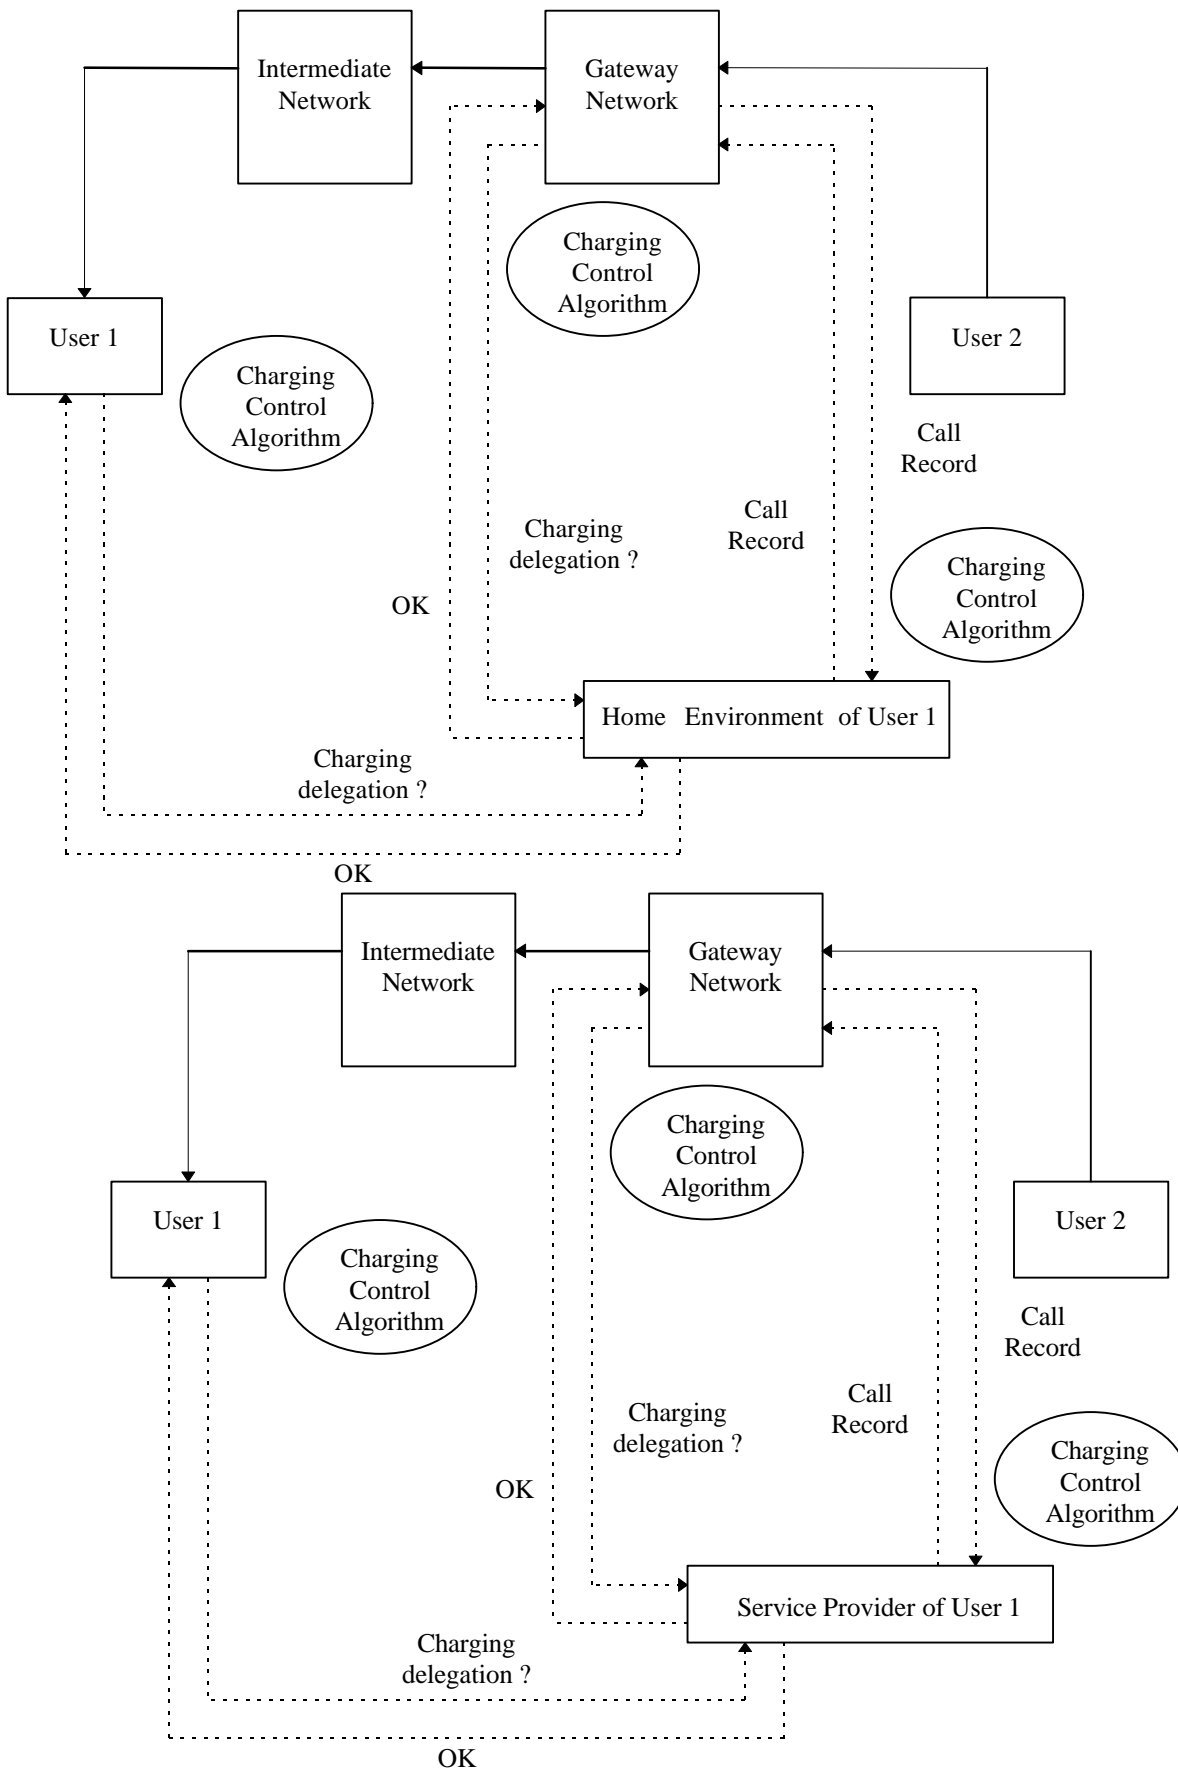 Intermediate
Network
Gateway
Network
Charging
Control
Algorithm
User 1
User 2
Charging
Control
Algorithm
Call
Record
Call
Record
Charging
delegation ?
Charging
Control
Algorithm
OK
Home Environment of User 1
Charging
delegation ?
OK
Intermediate
Network
Gateway
Network
Charging
Control
Algorithm
User 1
User 2
Charging
Control
Algorithm
Call
Record
Call
Record
Charging
delegation ?
Charging
Control
Algorithm
OK
Service Provider of User 1
Charging
delegation ?
OK